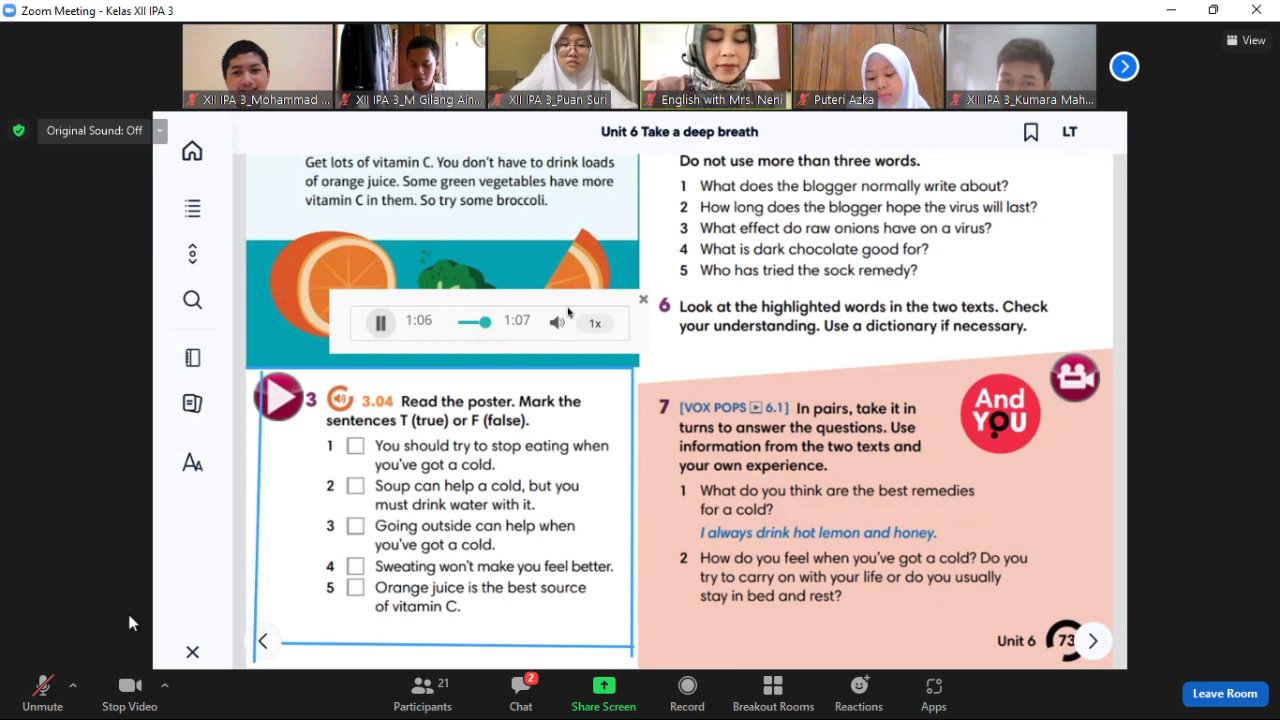 Zoom Meeting - Kelas XII IPA 3
View
XII IPA 3_Mohammad ...
XII IPA 3_M Gilang Ain...
XII IPA 3_Puan Suri
English with Mrs. Neni
Puteri Azka
XII IPA 3_Kumara Mah...
Original Sound: Off
Unit 6 Take a deep breath
LT
Get lots of vitamin C. You don't have to drink loads
of orange juice. Some green vegetables have more
vitamin C in them. So try some broccoli.
1:06
1:07
1x
3 3.04 Read the poster. Mark the
sentences T (true) or F (false).
1 You should try to stop eating when
you've got a cold.
2 Soup can help a cold, but you
must drink water with it.
3 Going outside can help when
you've got a cold.
4 Sweating won't make you feel better.
5 Orange juice is the best source
of vitamin C.
Do not use more than three words.
1 What does the blogger normally write about?
2 How long does the blogger hope the virus will last?
3 What effect do raw onions have on a virus?
4 What is dark chocolate good for?
5 Who has tried the sock remedy?
6 Look at the highlighted words in the two texts. Check
your understanding. Use a dictionary if necessary.
7 [VOX POPS 6.1] In pairs, take it in
turns to answer the questions. Use
information from the two texts and
your own experience.
And
YOU
1 What do you think are the best remedies
for a cold?
I always drink hot lemon and honey.
2 How do you feel when you've got a cold? Do you
try to carry on with your life or do you usually
stay in bed and rest?
Unit 6 73
AA
Unmute
Stop Video
Participants
21
Chat
2
Share Screen
Record
Breakout Rooms
Reactions
Apps
Leave Room